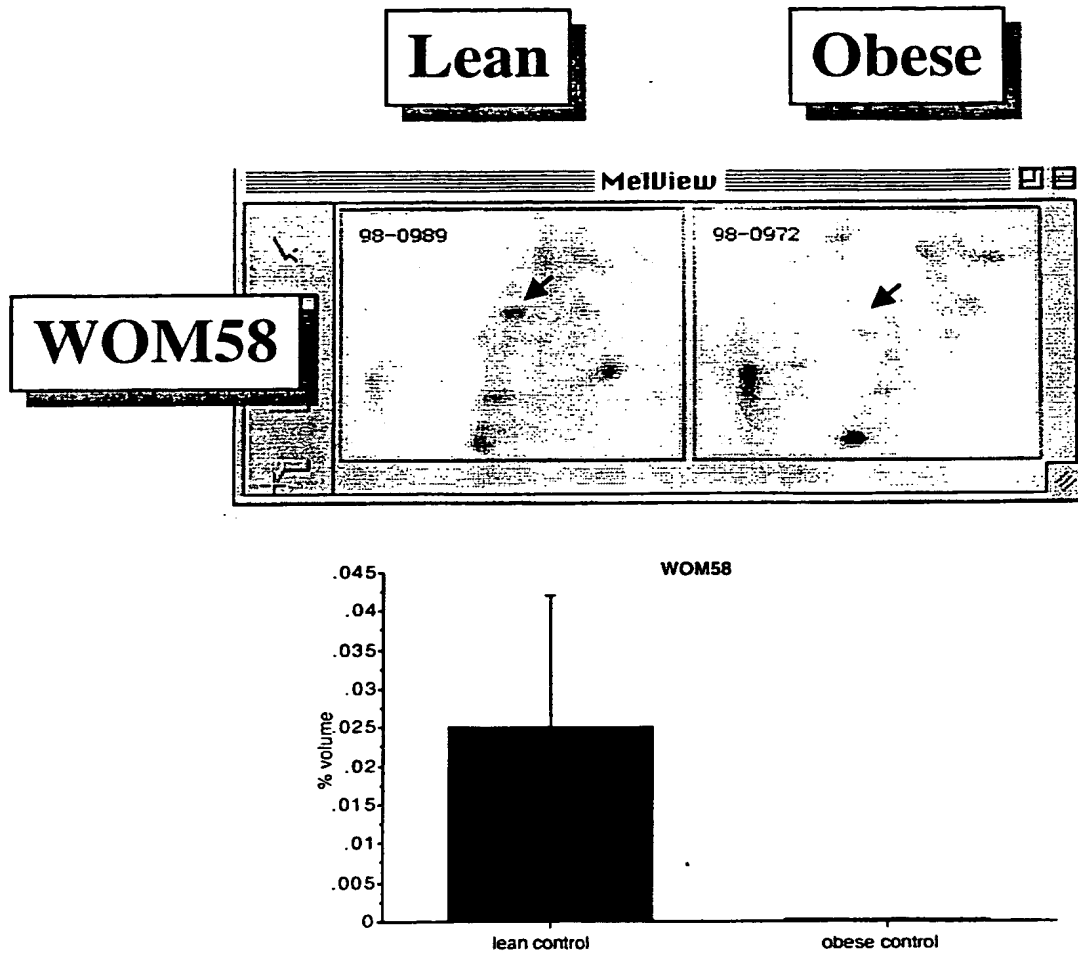 Lean Obese
MelView
98-0989 98-0972
WOM58
WOM58
.045
.04
.035
.03
.025
.02
.015
.01
.005
0
% volume
lean control obese control